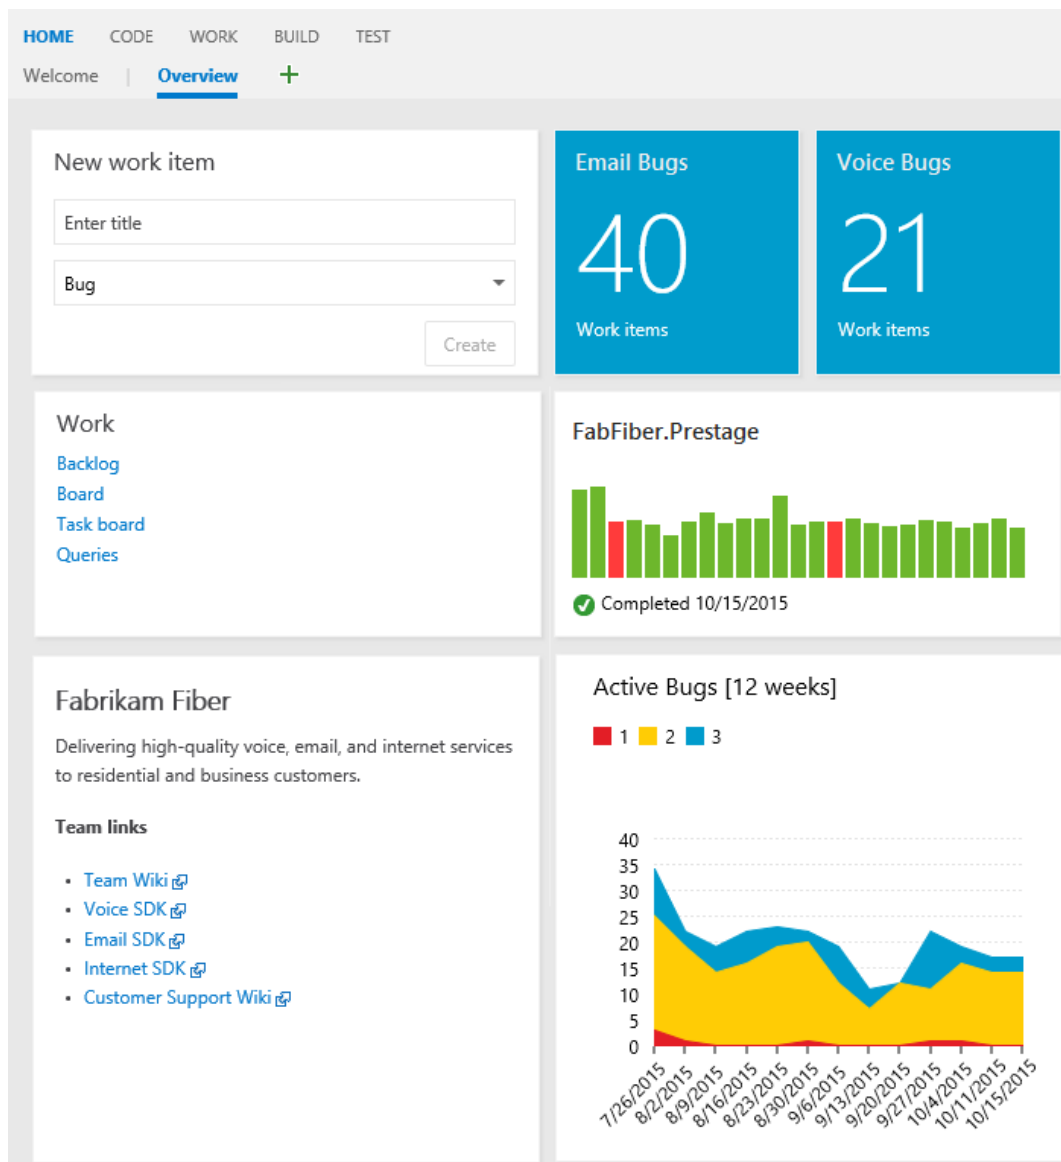 HOME CODE WORK BUILD TEST
Welcome | Overview +
New work item
Enter title
Bug
Create
Email Bugs
40
Work items
Voice Bugs
21
Work items
Work
Backlog
Board
Task board
Queries
FabFiber.Prestage
Completed 10/15/2015
Fabrikam Fiber
Delivering high-quality voice, email, and internet services
to residential and business customers.
Team links
• Team Wiki
• Voice SDK
• Email SDK
• Internet SDK
• Customer Support Wiki
Active Bugs [12 weeks]
1 2 3
40
35
30
25
20
15
10
5
0
7/26/2015
8/2/2015
8/9/2015
8/16/2015
8/23/2015
8/30/2015
9/6/2015
9/13/2015
9/20/2015
9/27/2015
10/4/2015
10/11/2015
10/15/2015